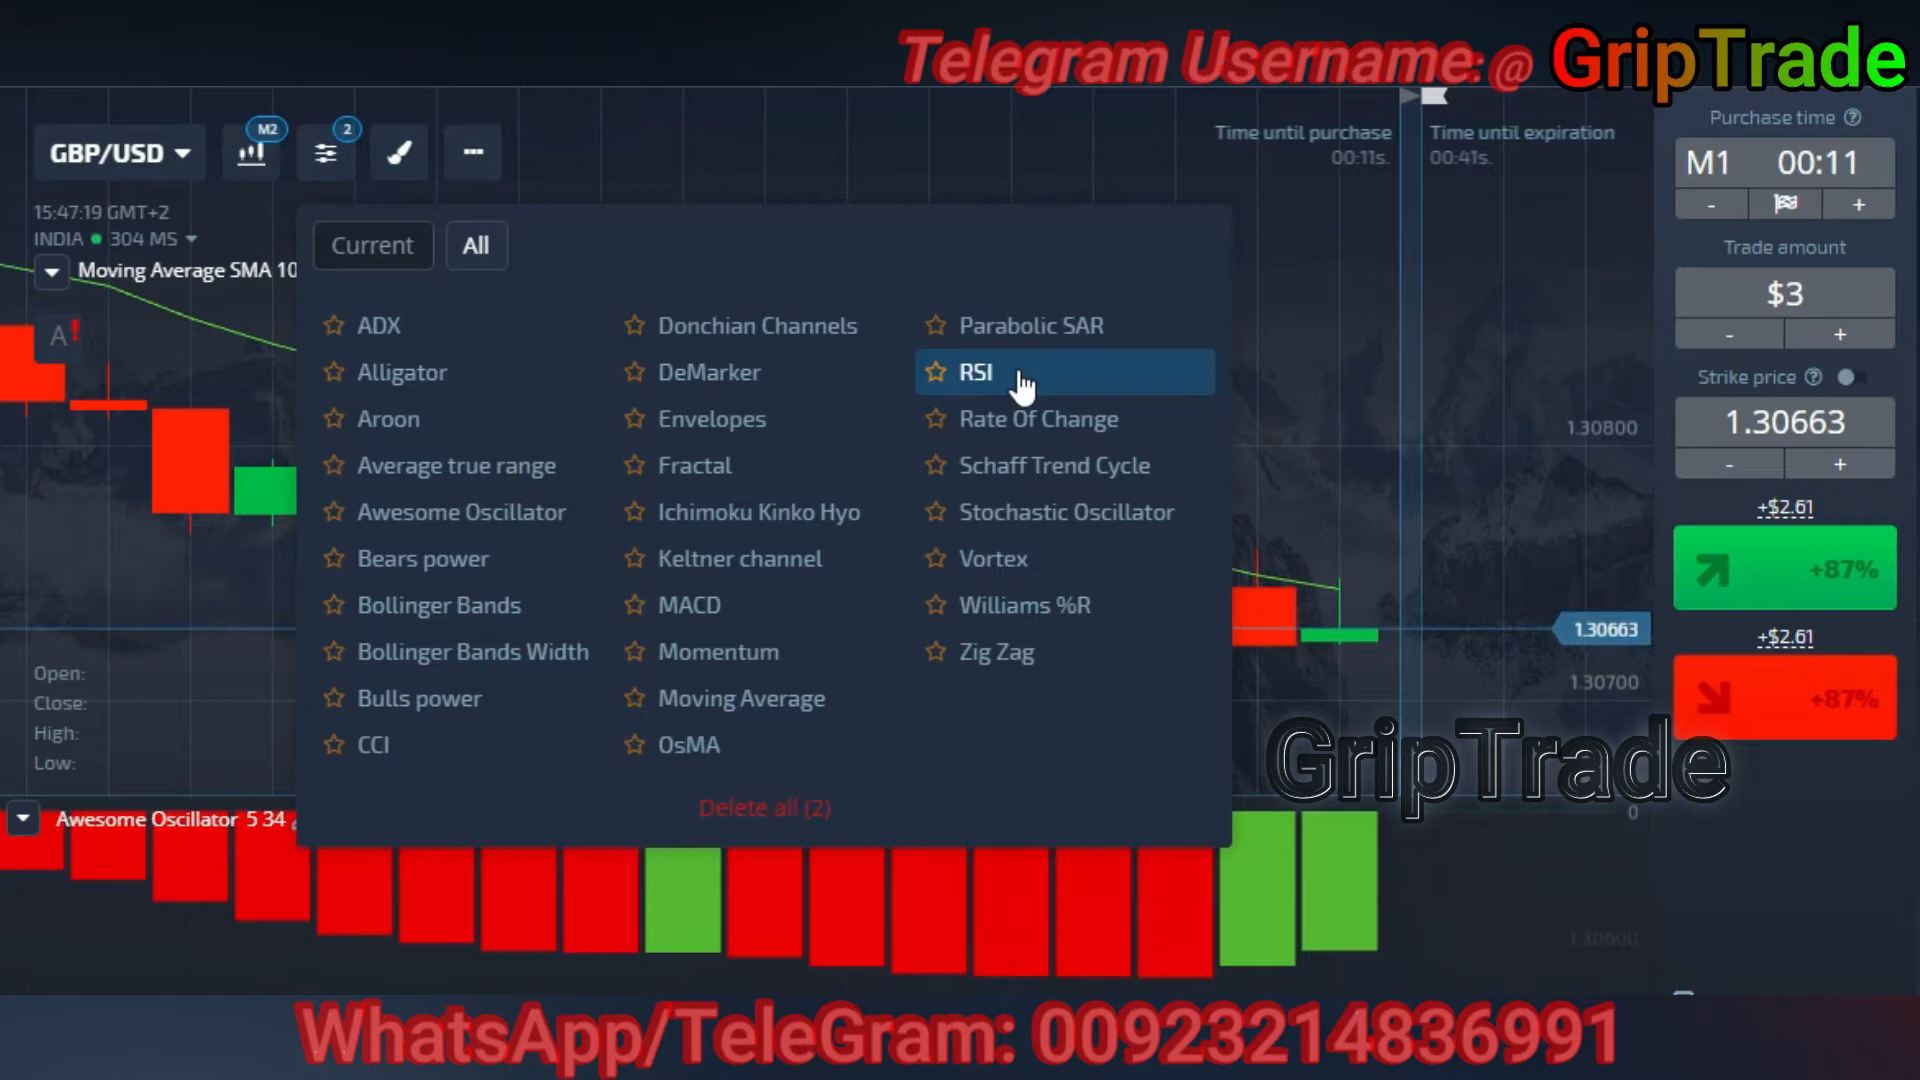 Telegram Username:@ GripTrade
GBP/USD
M2
2
Time until purchase
00:11s.
Time until expiration
00:41s.
Purchase time
M1 00:11
- +
15:47:19 GMT+2
INDIA 304 MS
Moving Average SMA 10
A!
Current All
Trade amount
$3
- +
ADX
Alligator
Aroon
Average true range
Awesome Oscillator
Bears power
Bollinger Bands
Bollinger Bands Width
Bulls power
CCI
Donchian Channels
DeMarker
Envelopes
Fractal
Ichimoku Kinko Hyo
Keltner channel
MACD
Momentum
Moving Average
OsMA
Parabolic SAR
RSI
Rate Of Change
Schaff Trend Cycle
Stochastic Oscillator
Vortex
Williams %R
Zig Zag
Delete all (2)
Strike price
1.30663
- +
+$2.61
+87%
+$2.61
+87%
1.30800
1.30663
1.30700
Open:
Close:
High:
Low:
GripTrade
Awesome Oscillator 5 34
0
1.30600
WhatsApp/TeleGram: 00923214836991